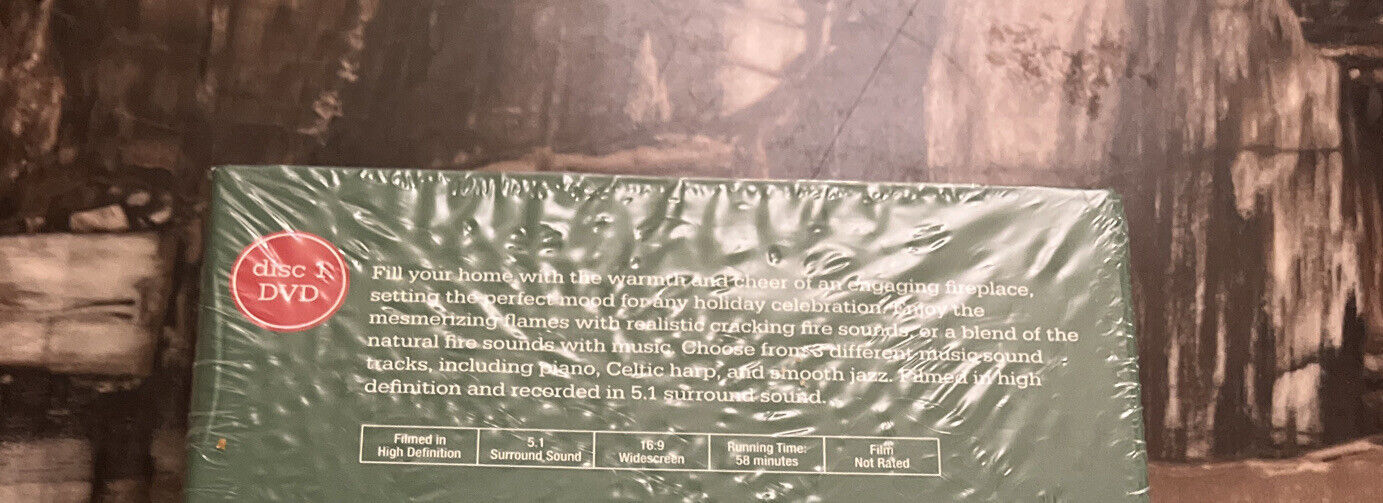 disc 1
DVD
Fill your home with the warmth and cheer of an engaging fireplace,
setting the perfect mood for any holiday celebration. Enjoy the
mesmerizing flames with realistic cracking fire sounds, or a blend of the
natural fire sounds with music. Choose from 3 different music sound
tracks, including piano, Celtic harp, and smooth jazz. Filmed in high
definition and recorded in 5.1 surround sound.
Filmed in
High Definition
5.1
Surround Sound
16:9
Widescreen
Running Time:
58 minutes
Film
Not Rated